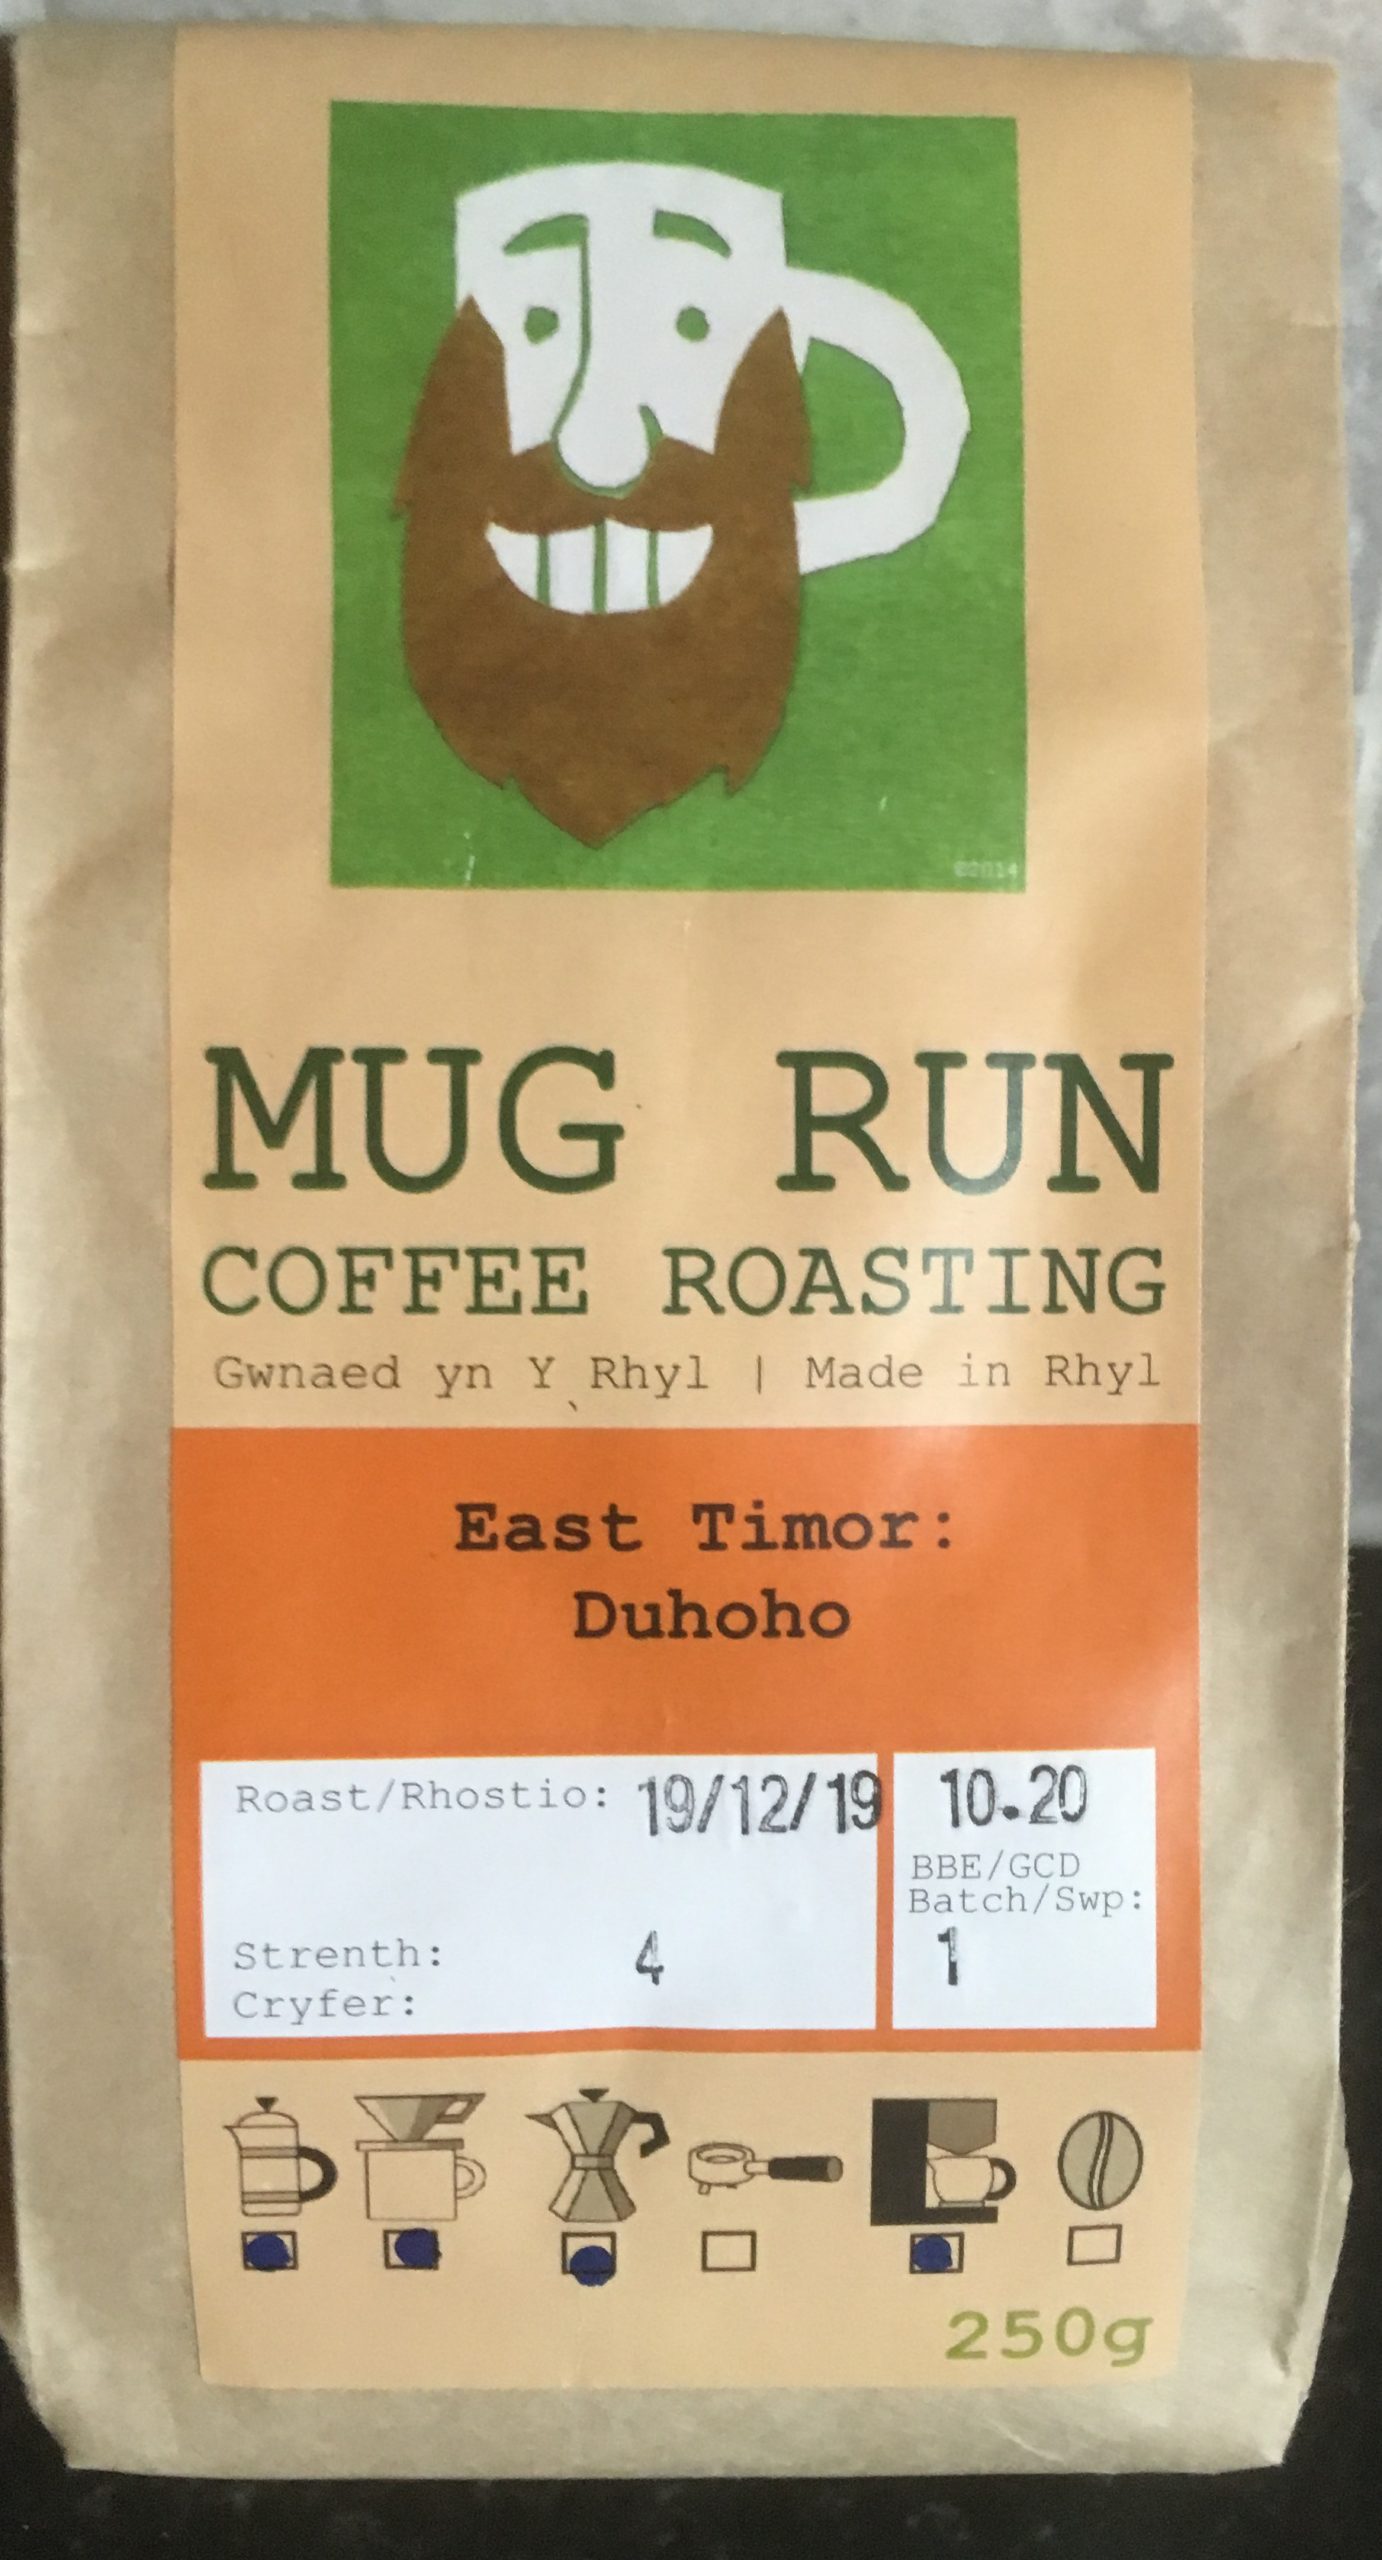 ©2014
MUG RUN
COFFEE ROASTING
Gwnaed yn Y Rhyl | Made in Rhyl
East Timor:
Duhoho
Roast/Rhostio: 19/12/19
10.20
BBE/GCD
Batch/Swp:
1
Strenth: 4
Cryfer:
250g